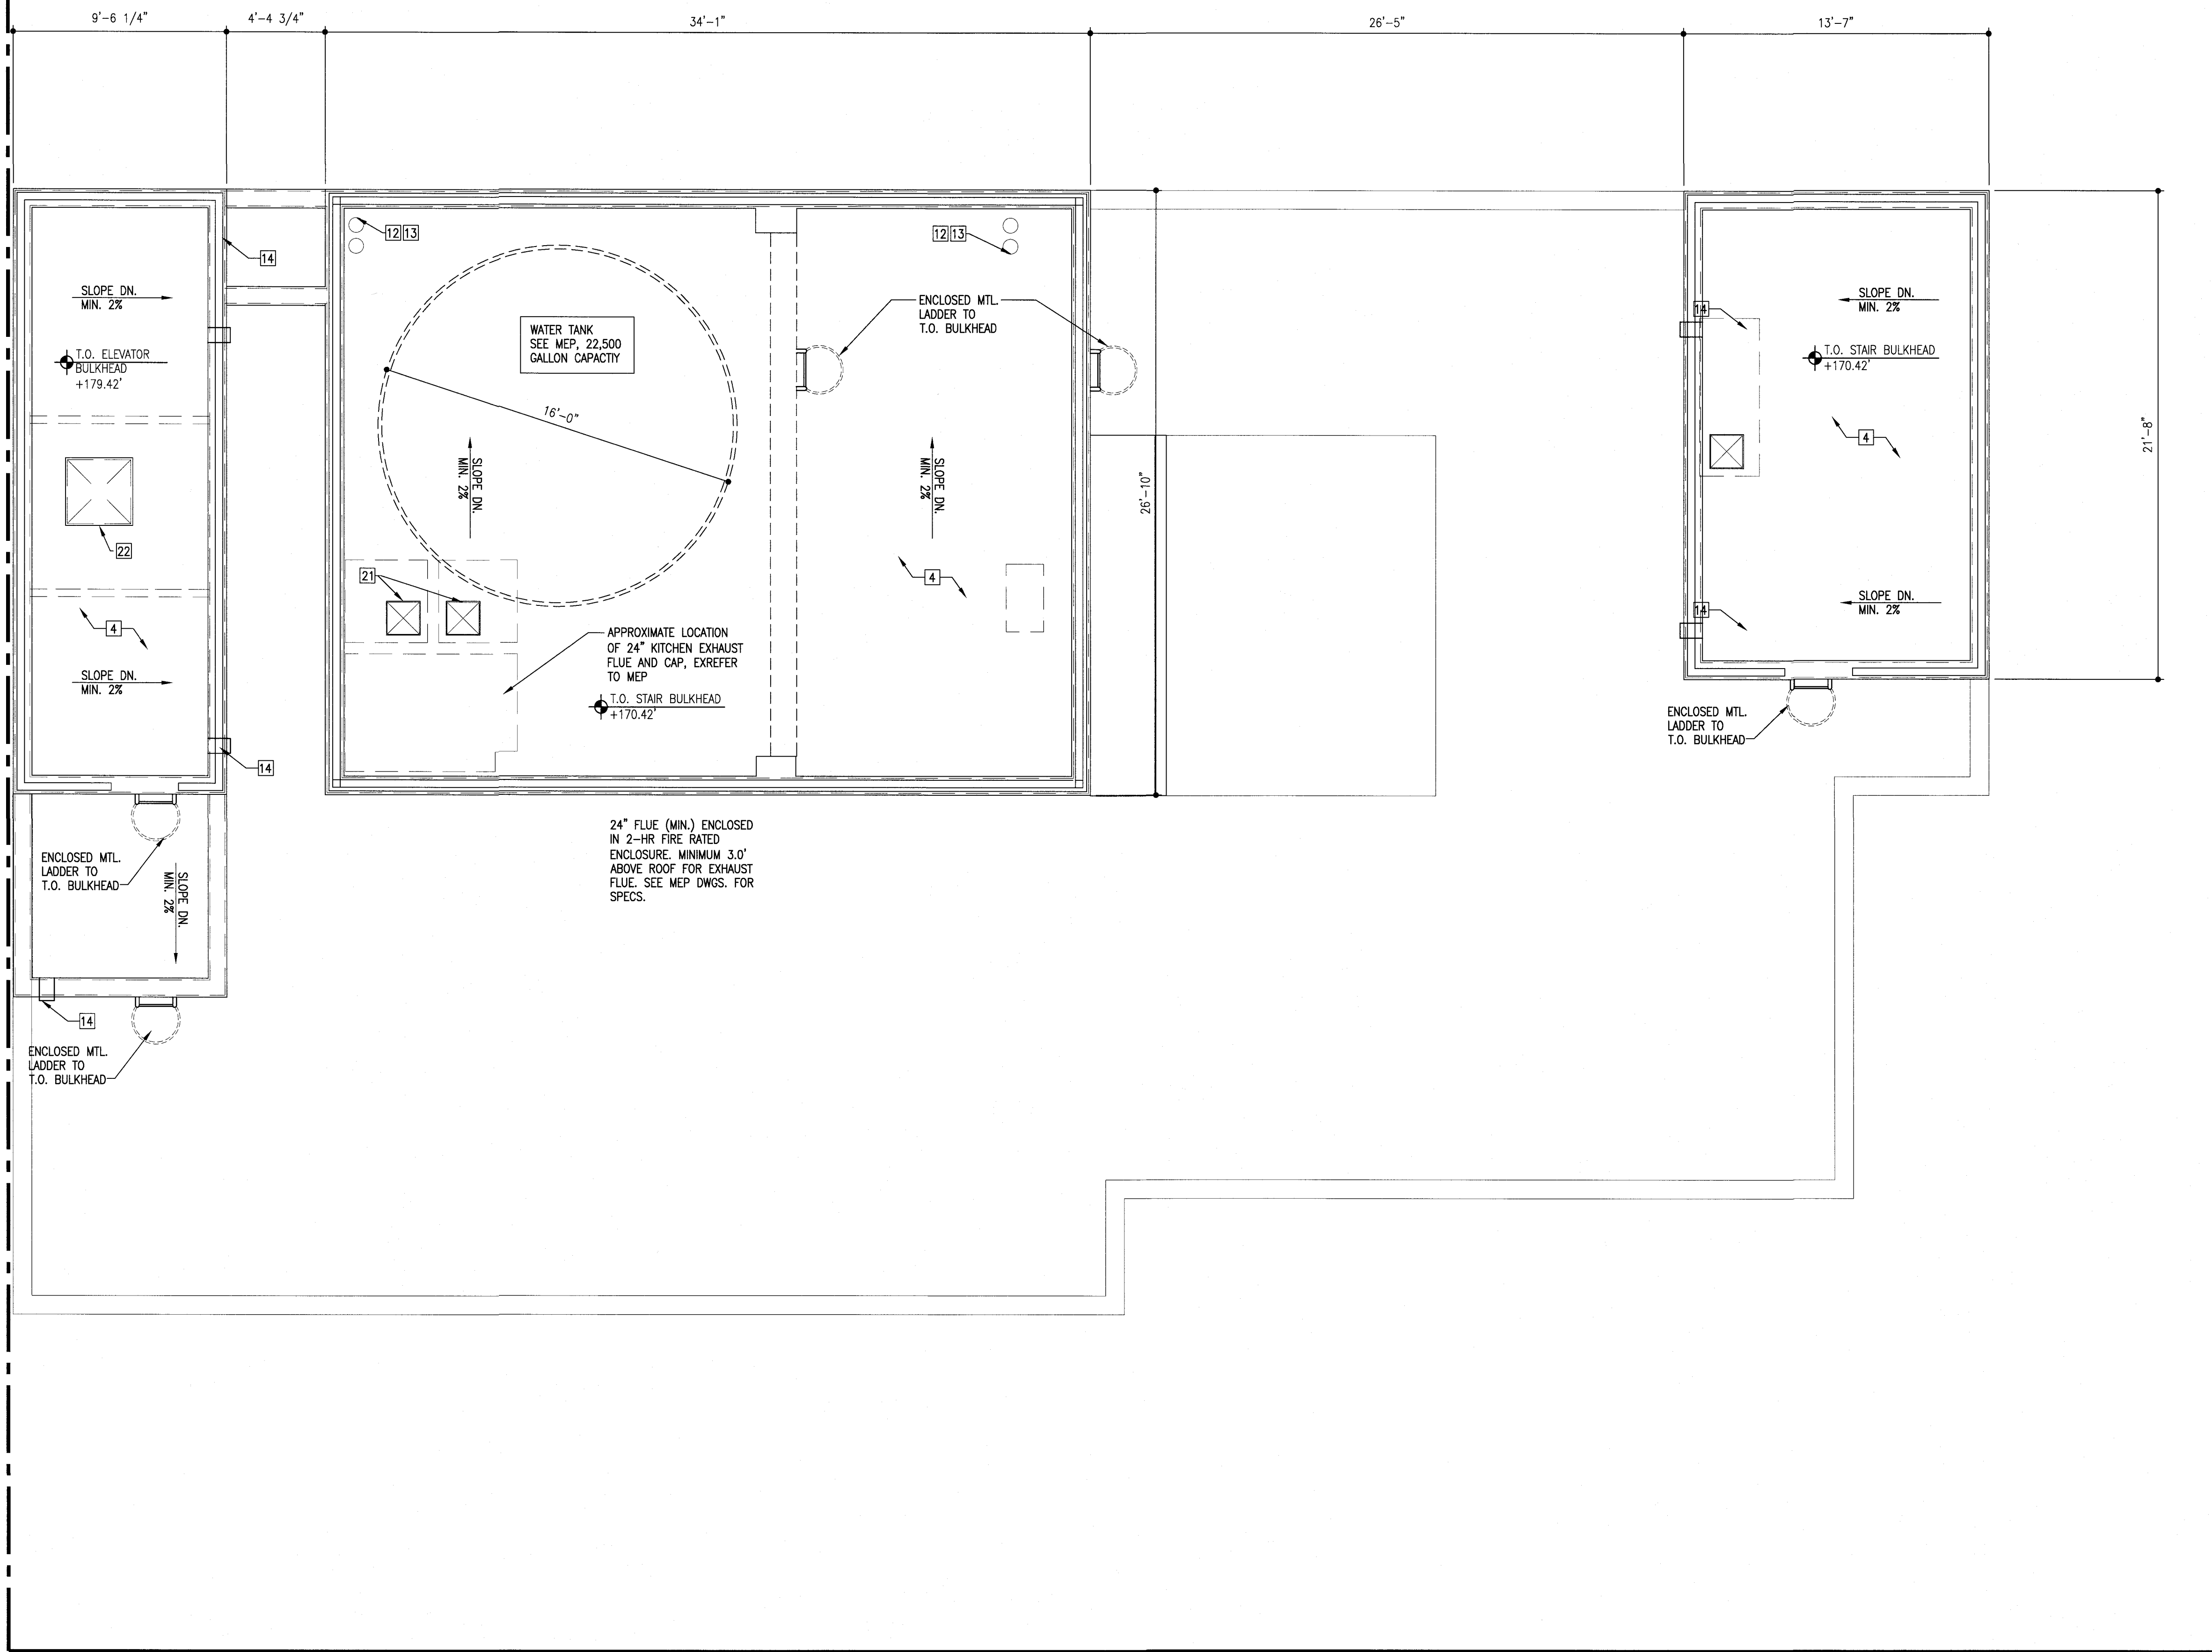 9'-6 1/4"
4'-4 3/4"
34'-1"
26'-5"
13'-7"
12 13
12 13
14
SLOPE DN.
MIN. 2%
T.O. ELEVATOR
BULKHEAD
+179.42'
WATER TANK
SEE MEP, 22,500
GALLON CAPACTIY
16'-0"
ENCLOSED MTL.
LADDER TO
T.O. BULKHEAD
14
SLOPE DN.
MIN. 2%
T.O. STAIR BULKHEAD
+170.42'
4
21'-8"
SLOPE DN.
MIN. 2%
SLOPE DN.
MIN. 2%
26'-10"
22
21
4
4
SLOPE DN.
MIN. 2%
14
SLOPE DN.
MIN. 2%
APPROXIMATE LOCATION
OF 24" KITCHEN EXHAUST
FLUE AND CAP, EXREFER
TO MEP
T.O. STAIR BULKHEAD
+170.42'
ENCLOSED MTL.
LADDER TO
T.O. BULKHEAD
14
24" FLUE (MIN.) ENCLOSED
IN 2-HR FIRE RATED
ENCLOSURE. MINIMUM 3.0'
ABOVE ROOF FOR EXHAUST
FLUE. SEE MEP DWGS. FOR
SPECS.
ENCLOSED MTL.
LADDER TO
T.O. BULKHEAD
SLOPE DN.
MIN. 2%
14
ENCLOSED MTL.
LADDER TO
T.O. BULKHEAD